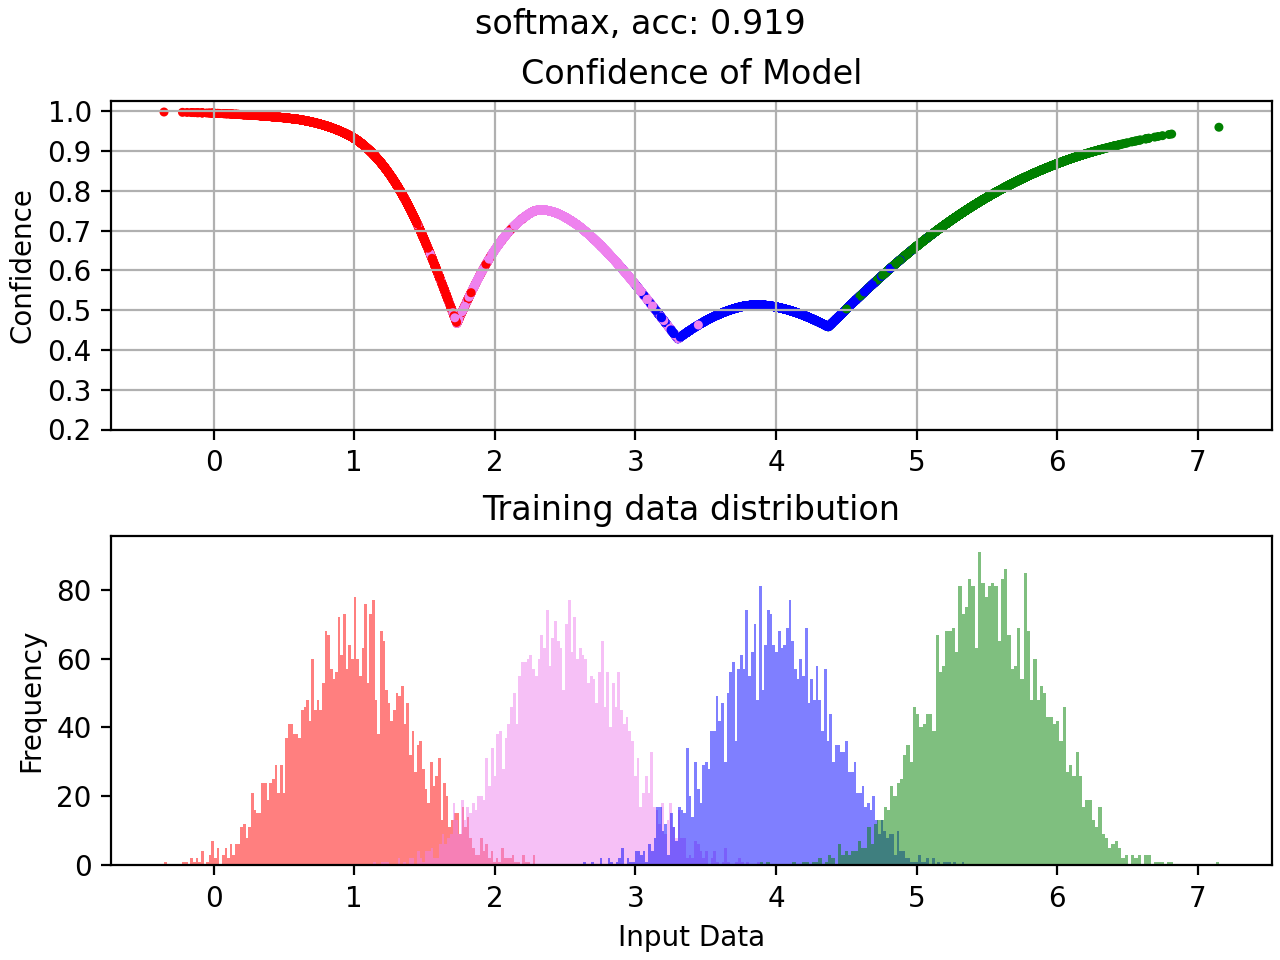 softmax, acc: 0.919
Confidence of Model
Confidence
1.0
0.9
0.8
0.7
0.6
0.5
0.4
0.3
0.2
0 1 2 3 4 5 6 7
Training data distribution
Frequency
80
60
40
20
0
0 1 2 3 4 5 6 7
Input Data